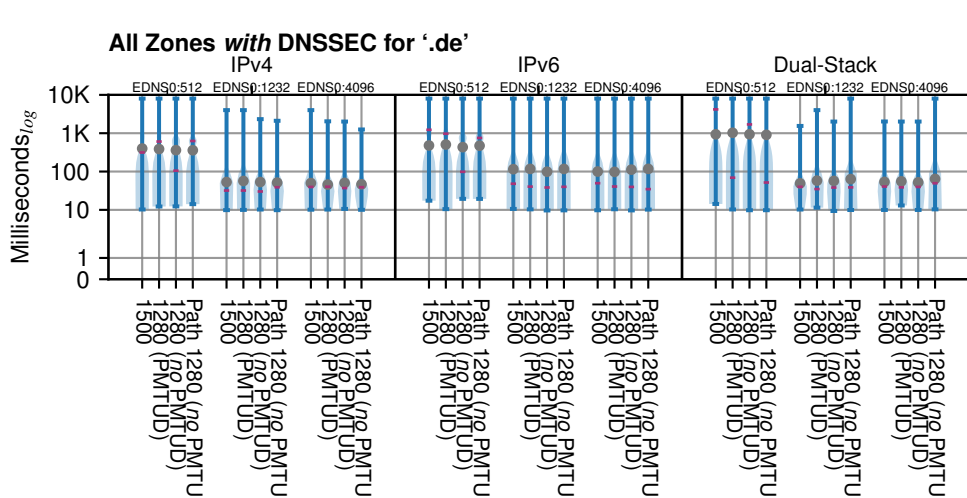 All Zones with DNSSEC for ‘.de’
IPv4 IPv6 Dual-Stack
EDNS0:512 EDNS0:1232 EDNS0:4096 EDNS0:512 EDNS0:1232 EDNS0:4096 EDNS0:512 EDNS0:1232 EDNS0:4096
Milliseconds log
10K
1K
100
10
1
0
1500
1280 (PMTUD)
1280 (no PMTUD)
Path 1280 (no PMTU
1500
1280 (PMTUD)
1280 (no PMTUD)
Path 1280 (no PMTU
1500
1280 (PMTUD)
1280 (no PMTUD)
Path 1280 (no PMTU
1500
1280 (PMTUD)
1280 (no PMTUD)
Path 1280 (no PMTU
1500
1280 (PMTUD)
1280 (no PMTUD)
Path 1280 (no PMTU
1500
1280 (PMTUD)
1280 (no PMTUD)
Path 1280 (no PMTU
1500
1280 (PMTUD)
1280 (no PMTUD)
Path 1280 (no PMTU
1500
1280 (PMTUD)
1280 (no PMTUD)
Path 1280 (no PMTU
1500
1280 (PMTUD)
1280 (no PMTUD)
Path 1280 (no PMTU